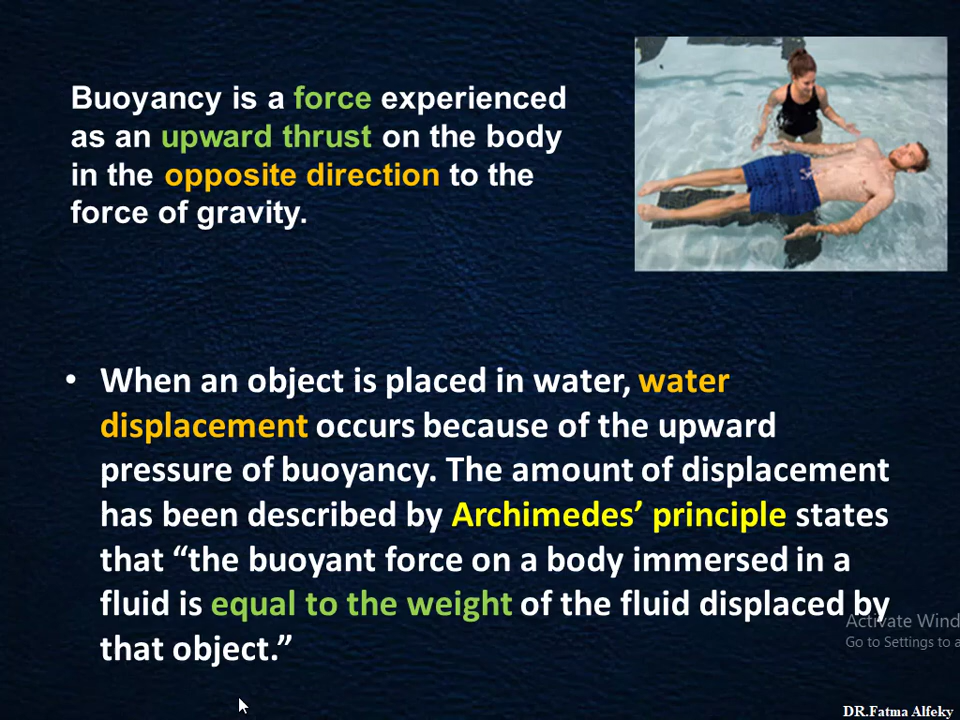 Buoyancy is a force experienced
as an upward thrust on the body
in the opposite direction to the
force of gravity.
• When an object is placed in water, water
displacement occurs because of the upward
pressure of buoyancy. The amount of displacement
has been described by Archimedes’ principle states
that “the buoyant force on a body immersed in a
fluid is equal to the weight of the fluid displaced by
that object.”
Activate Wind
Go to Settings to a
DR.Fatma Alfeky